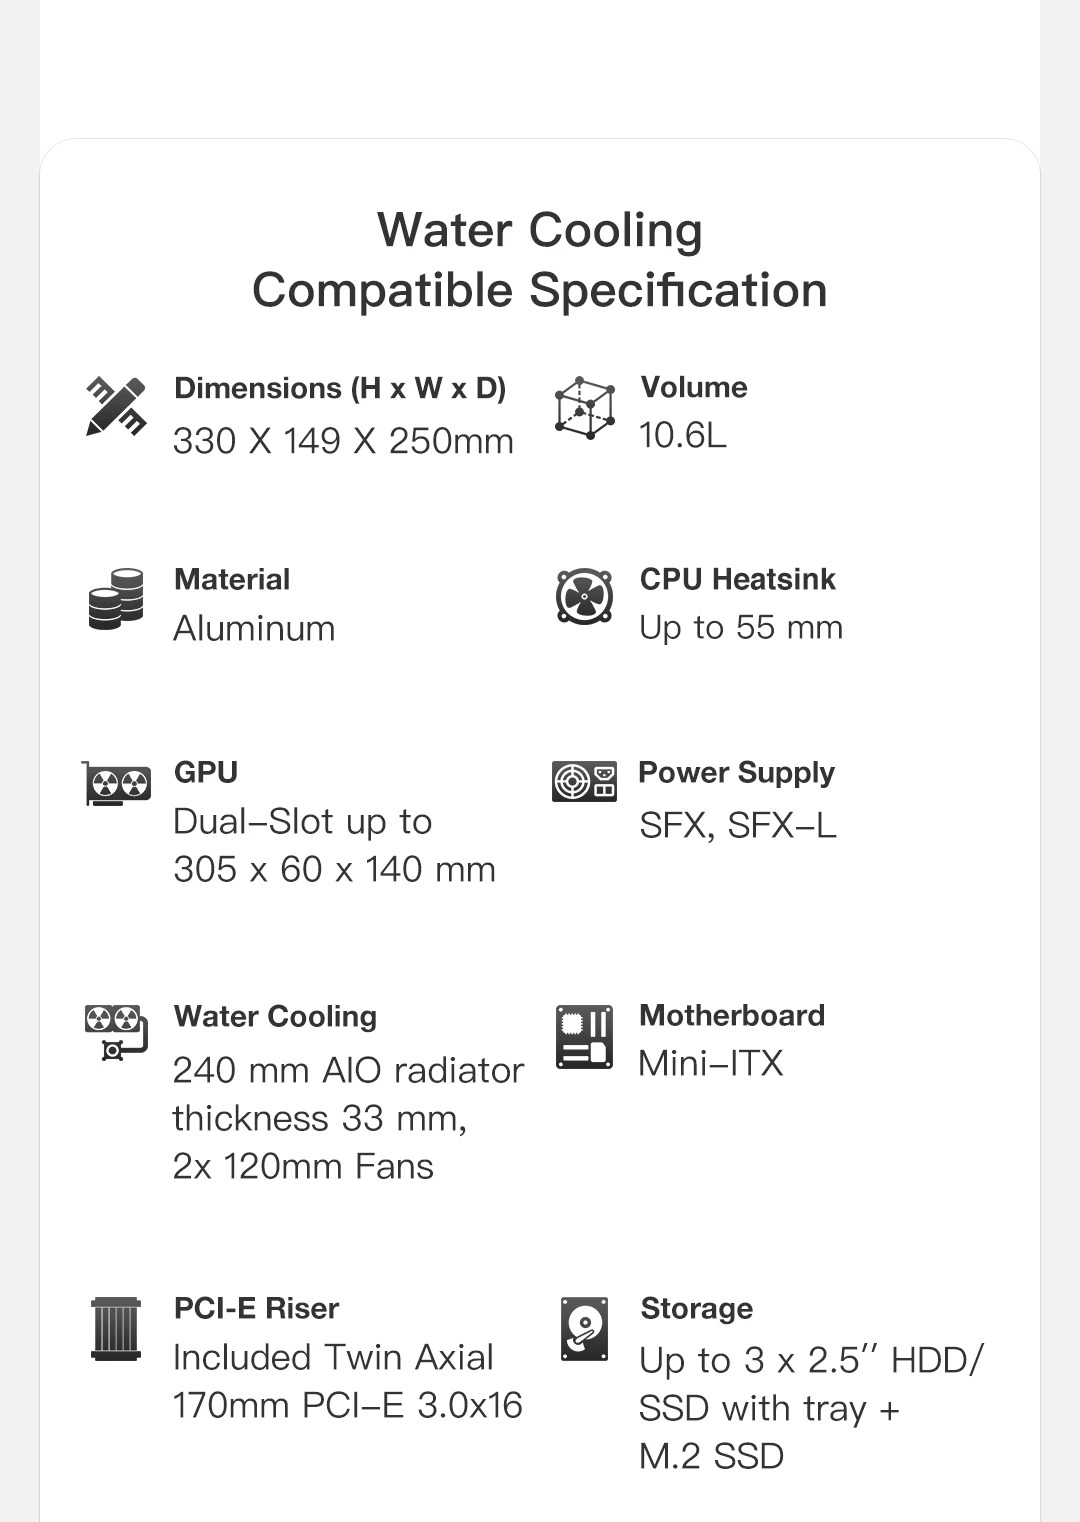 Water Cooling
Compatible Specification
Dimensions (H x W x D)
330 X 149 X 250mm
Volume
10.6L
Material
Aluminum
CPU Heatsink
Up to 55 mm
GPU
Dual–Slot up to
305 x 60 x 140 mm
Power Supply
SFX, SFX–L
Water Cooling
240 mm AIO radiator
thickness 33 mm,
2x 120mm Fans
Motherboard
Mini–ITX
PCI-E Riser
Included Twin Axial
170mm PCI–E 3.0x16
Storage
Up to 3 x 2.5’’ HDD/
SSD with tray +
M.2 SSD